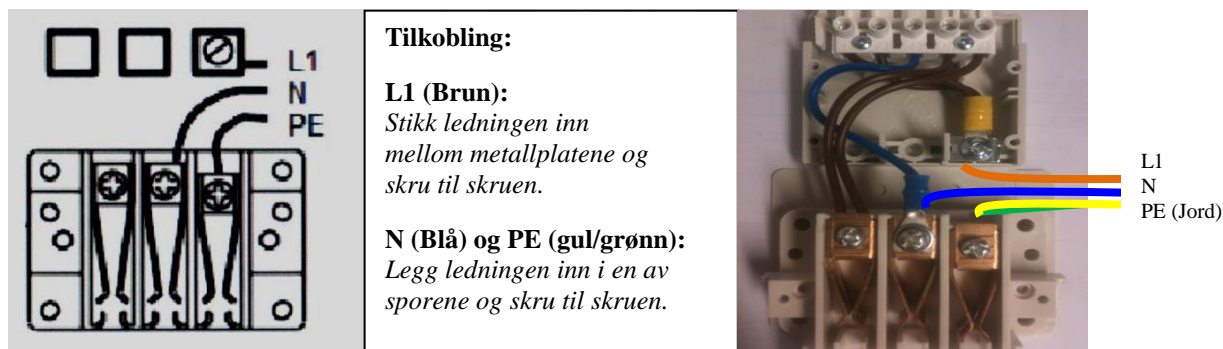 L1
N
PE
Tilkobling:
L1 (Brun):
Stikk ledningen inn
mellom metallplatene og
skru til skruen.
N (Blå) og PE (gul/grønn):
Legg ledningen inn i en av
sporene og skru til skruen.
L1
N
PE (Jord)